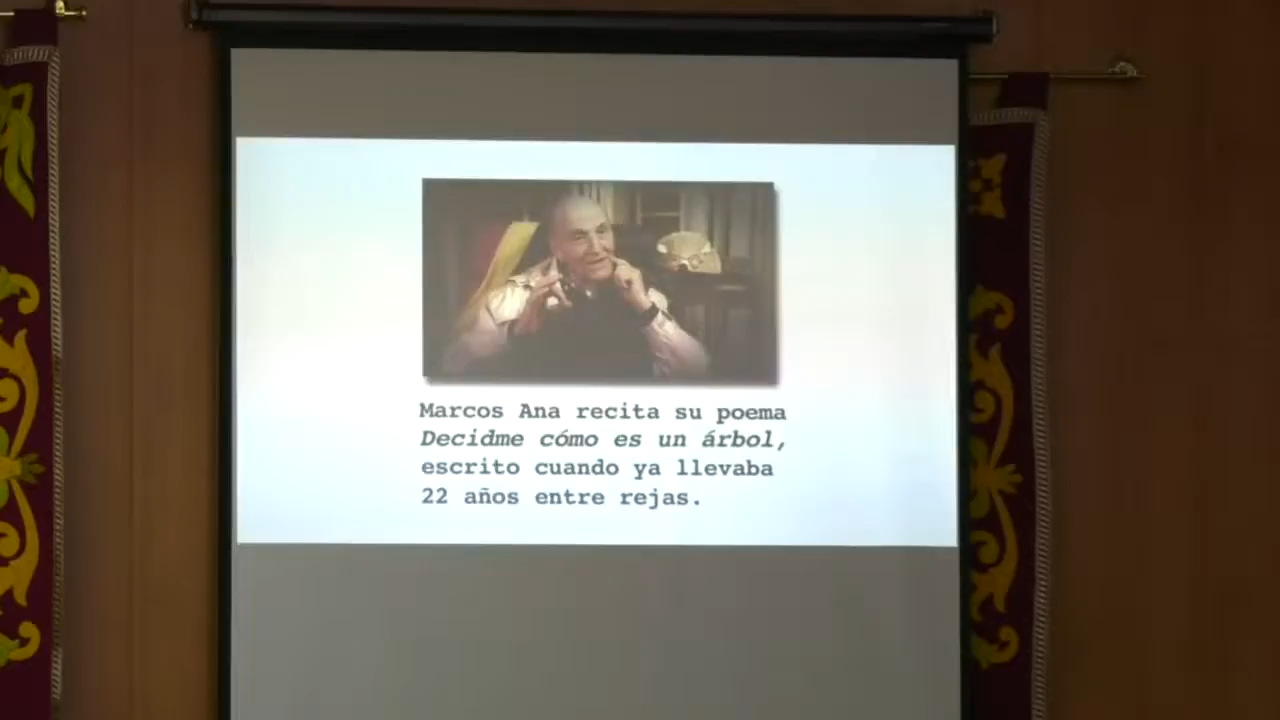 Marcos Ana recita su poema
Decidme cómo es un árbol,
escrito cuando ya llevaba
22 años entre rejas.